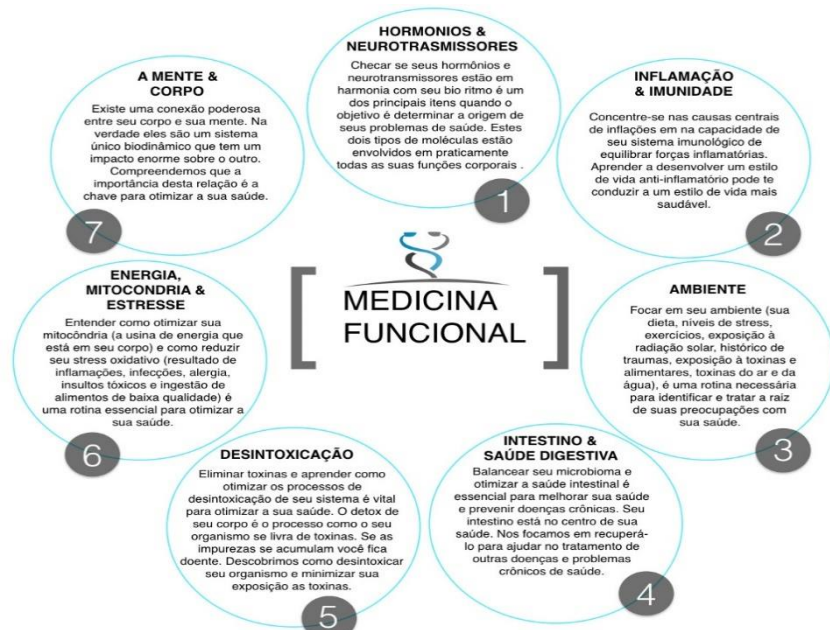 HORMONIOS &
NEUROTRASMISSORES
Checar se seus hormônios e
neurotransmissores estão em
harmonia com seu bio ritmo é um
dos principais itens quando o
objetivo é determinar a origem de
seus problemas de saúde. Estes
dois tipos de moléculas estão
envolvidos em praticamente
todas as suas funções corporais .
1
INFLAMAÇÃO
& IMUNIDADE
Concentre-se nas causas centrais
de inflações em na capacidade de
seu sistema imunológico de
equilibrar forças inflamatórias.
Aprender a desenvolver um estilo
de vida anti-inflamatório pode te
conduzir a um estilo de vida mais
saudável.
2
AMBIENTE
Focar em seu ambiente (sua
dieta, níveis de stress,
exercícios, exposição à
radiação solar, histórico de
traumas, exposição à toxinas e
alimentares, toxinas do ar e da
água), é uma rotina necessária
para identificar e tratar a raiz
de suas preocupações com
sua saúde.
3
INTESTINO &
SAÚDE DIGESTIVA
Balancear seu microbioma e
otimizar a saúde intestinal é
essencial para melhorar sua saúde
e prevenir doenças crônicas. Seu
intestino está no centro de sua
saúde. Nos focamos em recuperá-
lo para ajudar no tratamento de
outras doenças e problemas
crônicos de saúde.
4
DESINTOXICAÇÃO
Eliminar toxinas e aprender como
otimizar os processos de
desintoxicação de seu sistema é vital
para otimizar a sua saúde. O detox
de seu corpo é o processo como o seu
organismo se livra de toxinas. Se as
impurezas se acumulam você fica
doente. Descobrimos como desintoxicar
seu organismo e minimizar sua
exposição as toxinas.
5
ENERGIA,
MITOCONDRIA &
ESTRESSE
Entender como otimizar sua
mitocôndria (a usina de energia que
está em seu corpo) e como reduzir
seu stress oxidativo (resultado de
inflamações, infecções, alergia,
insultos tóxicos e ingestão de
alimentos de baixa qualidade) é
uma rotina essencial para otimizar a
sua saúde.
6
A MENTE &
CORPO
Existe uma conexão poderosa
entre seu corpo e sua mente. Na
verdade eles são um sistema
único biodinâmico que tem um
impacto enorme sobre o outro.
Compreendemos que a
importância desta relação é a
chave para otimizar a sua saúde.
7
MEDICINA
FUNCIONAL